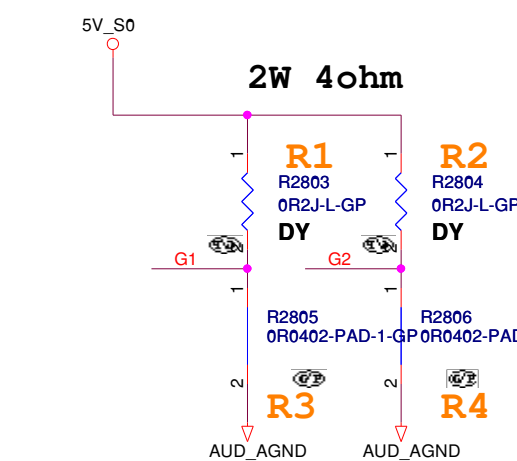 5V_S0
2W 4ohm
1
R1
R2803
0R2J-L-GP
DY
1
R2
R2804
0R2J-L-GP
DY
G1
G2
1
R2805
0R0402-PAD-1-GP
2
R3
1
R2806
0R0402-PAD
2
R4
AUD_AGND
AUD_AGND